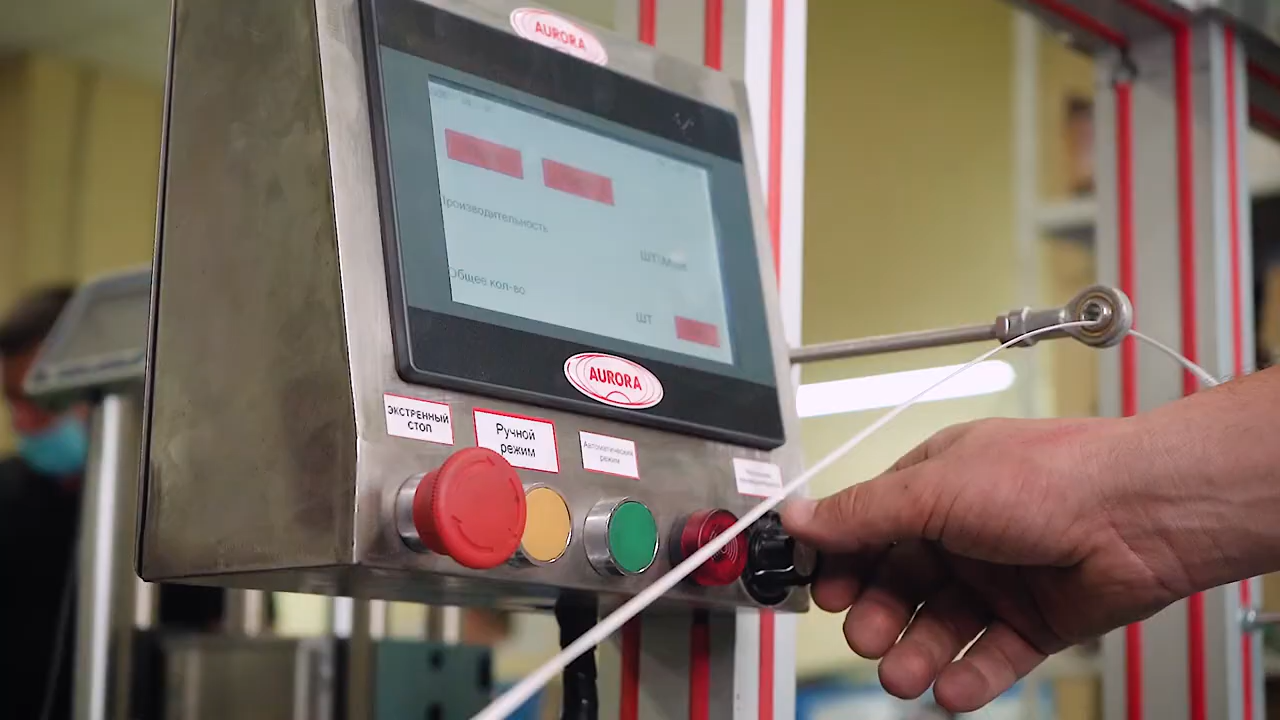 AURORA
Производительность
ШТ\Мин
Общее кол-во
ШТ
AURORA
ЭКСТРЕННЫЙ
СТОП
Ручной
режим
Автоматический
режим